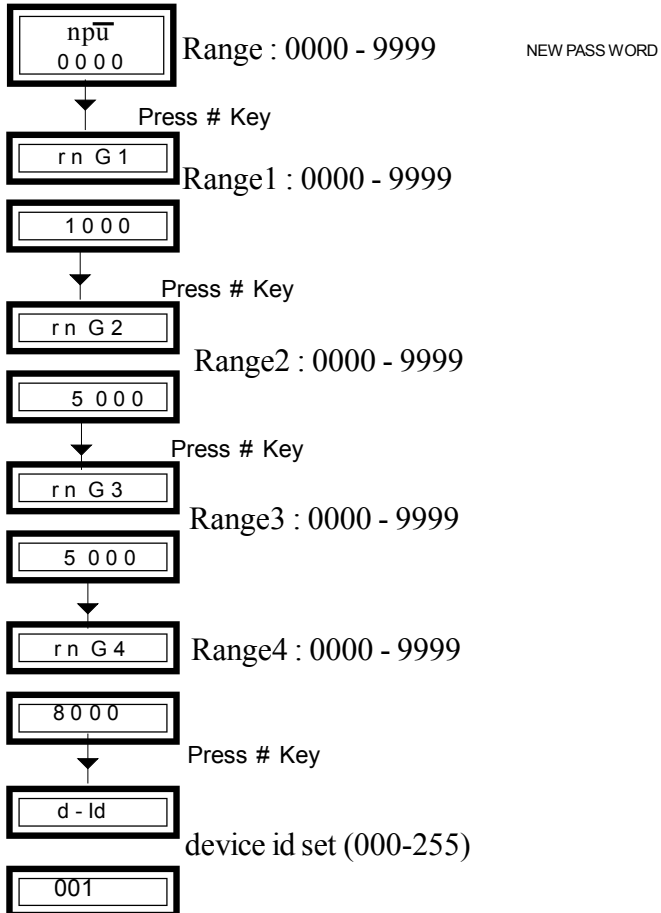 npū
0000 Range : 0000 - 9999 NEW PASS WORD
Press # Key
rn G1
Range1 : 0000 - 9999
1000
Press # Key
rn G2
Range2 : 0000 - 9999
5 000
Press # Key
rn G3
Range3 : 0000 - 9999
5 000
rn G4 Range4 : 0000 - 9999
8000
Press # Key
d - Id
device id set (000-255)
001